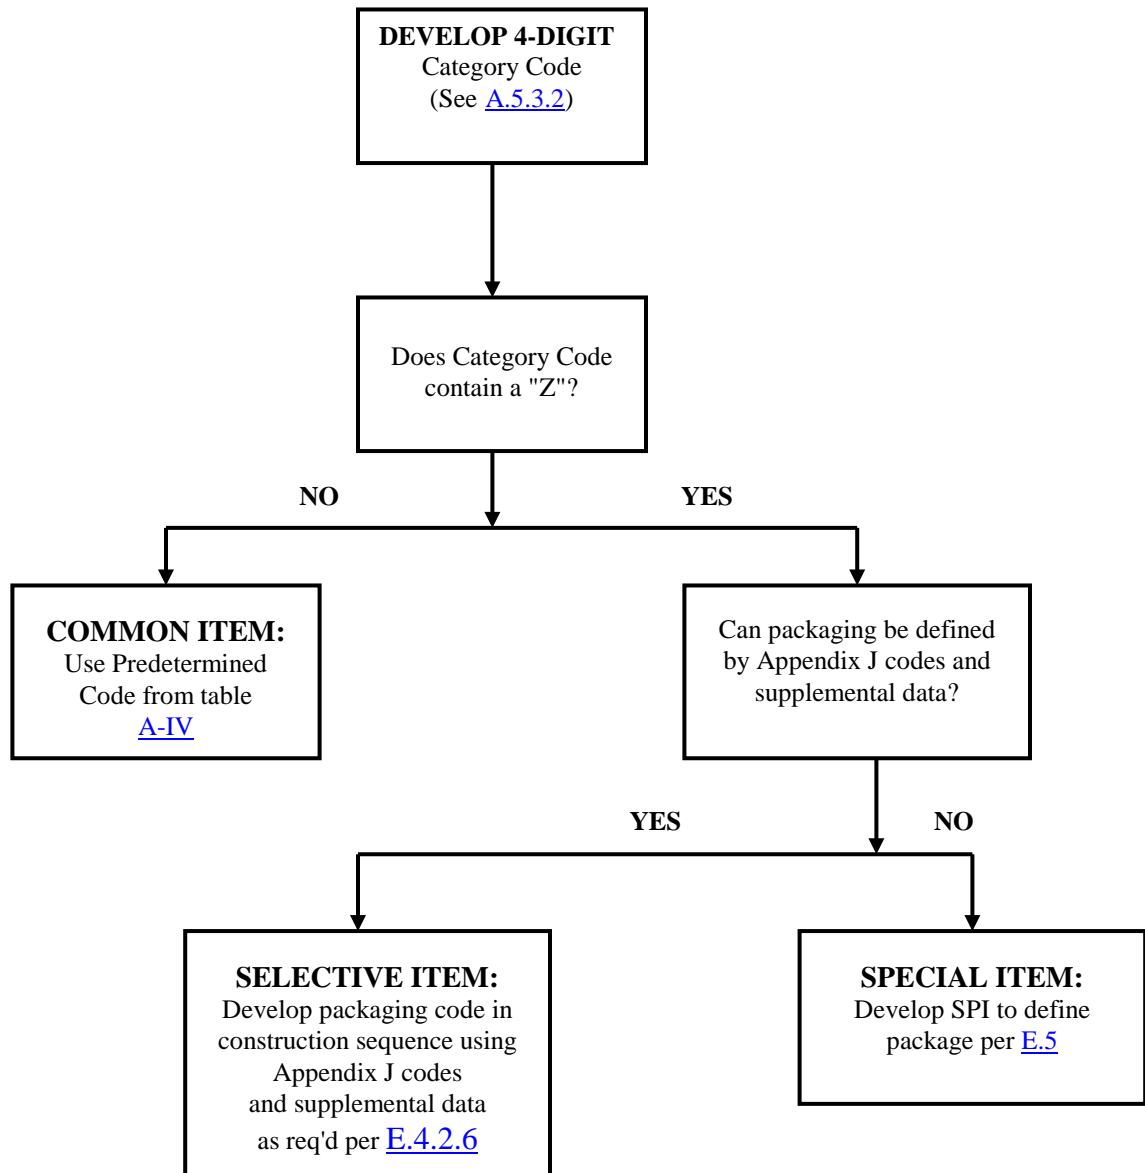 DEVELOP 4-DIGIT
Category Code
(See A.5.3.2)
Does Category Code
contain a "Z"?
NO
YES
COMMON ITEM:
Use Predetermined
Code from table
A-IV
Can packaging be defined
by Appendix J codes and
supplemental data?
YES
NO
SELECTIVE ITEM:
Develop packaging code in
construction sequence using
Appendix J codes
and supplemental data
as req'd per E.4.2.6
SPECIAL ITEM:
Develop SPI to define
package per E.5